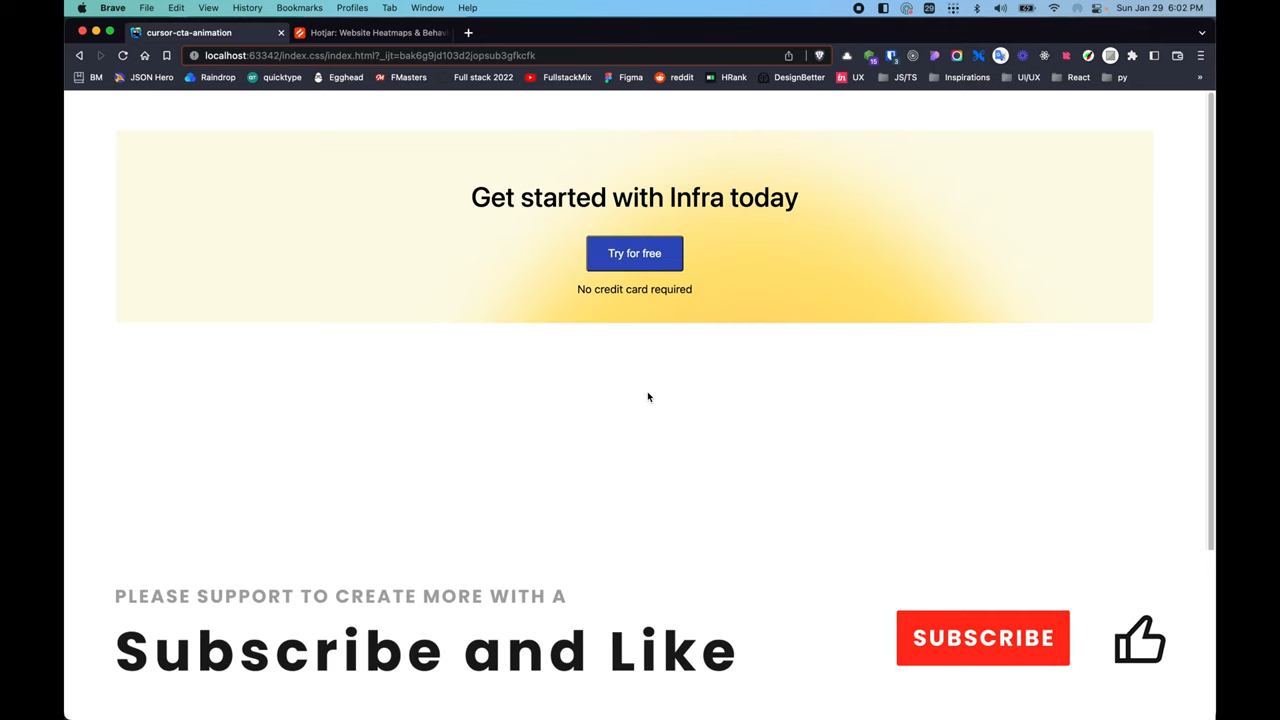 Brave File Edit View History Bookmarks Profiles Tab Window Help 29 Sun Jan 29 6:02 PM
cursor-cta-animation Hotjar: Website Heatmaps & Behav
localhost:63342/index.css/index.html?_ijt=bak6g9jd103d2jopsub3gfkcfk 15 3
BM JSON Hero Raindrop quicktype Egghead FMasters Full stack 2022 FullstackMix Figma reddit HRank DesignBetter in UX JS/TS Inspirations UI/UX React py »
Get started with Infra today
Try for free
No credit card required
PLEASE SUPPORT TO CREATE MORE WITH A
Subscribe and Like
SUBSCRIBE